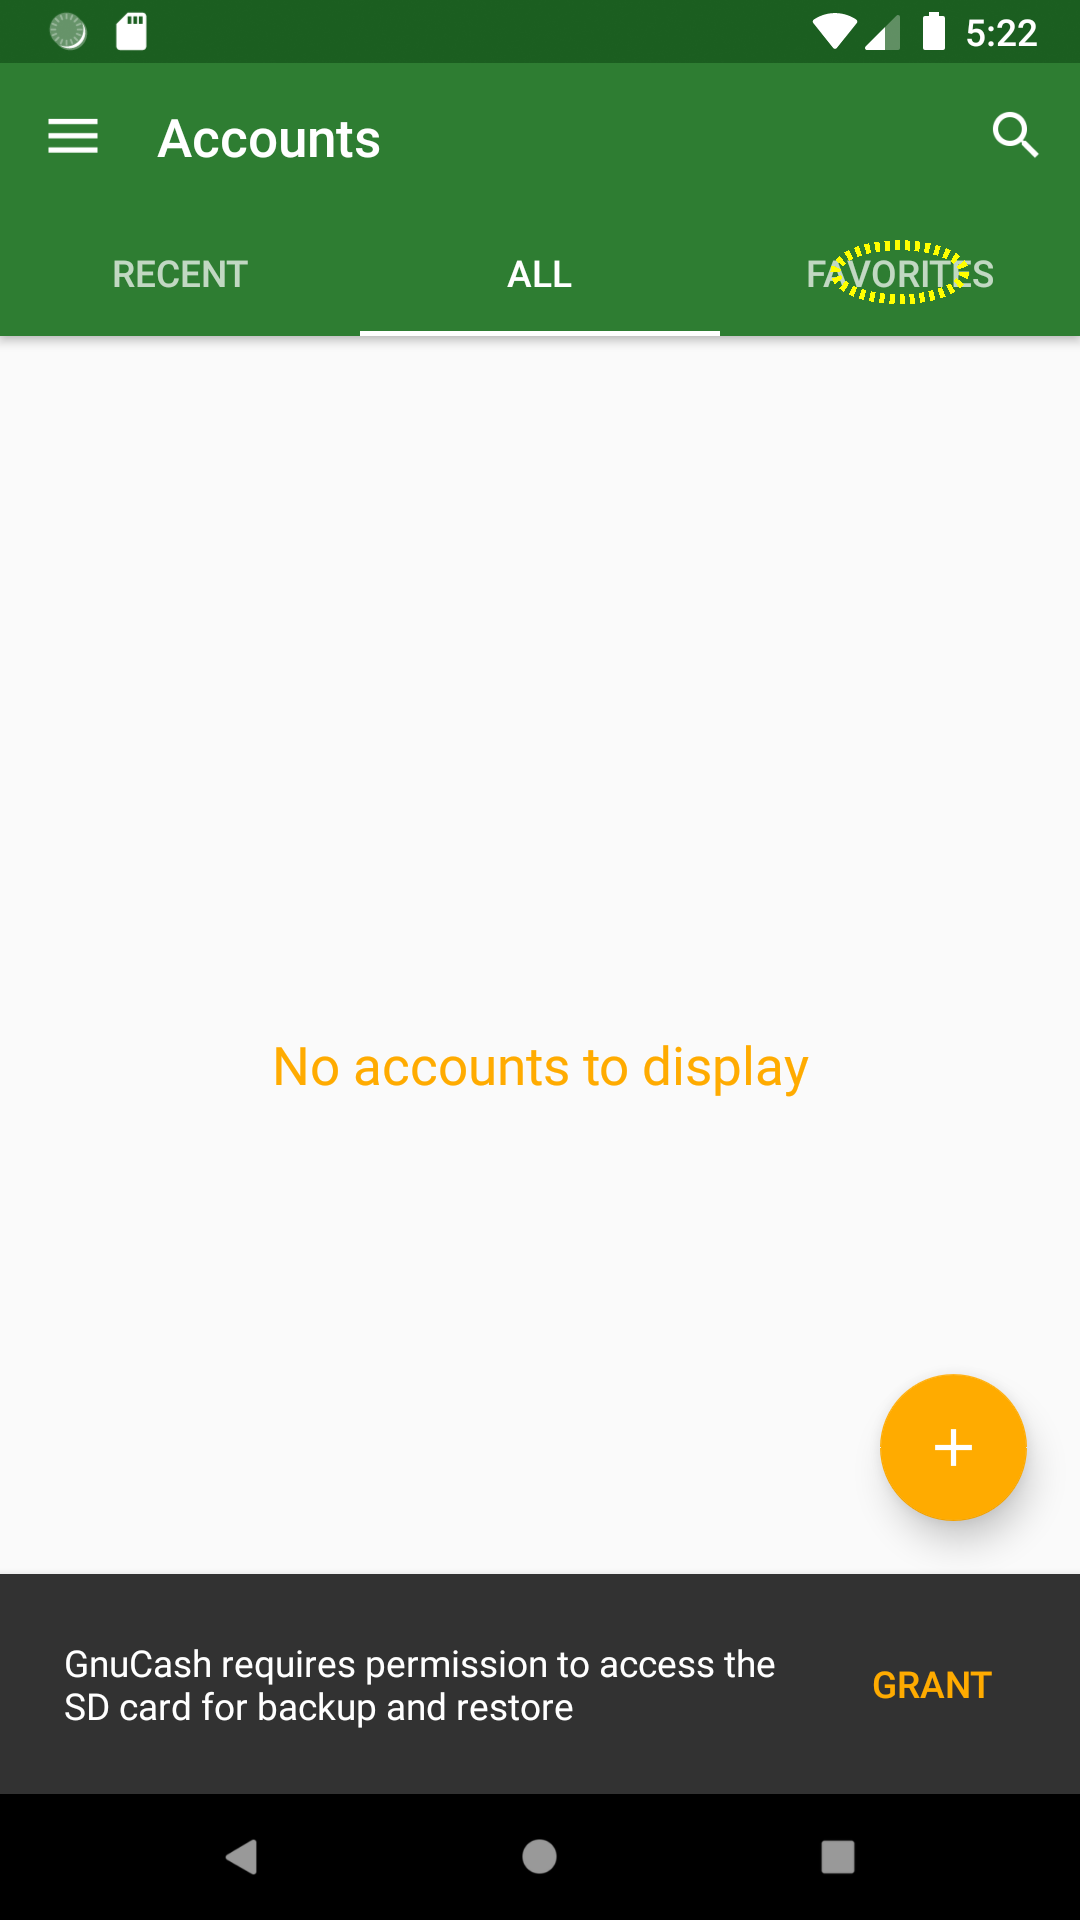 5:22
Accounts
RECENT
ALL
FAVORITES
No accounts to display
GnuCash requires permission to access the
SD card for backup and restore
GRANT